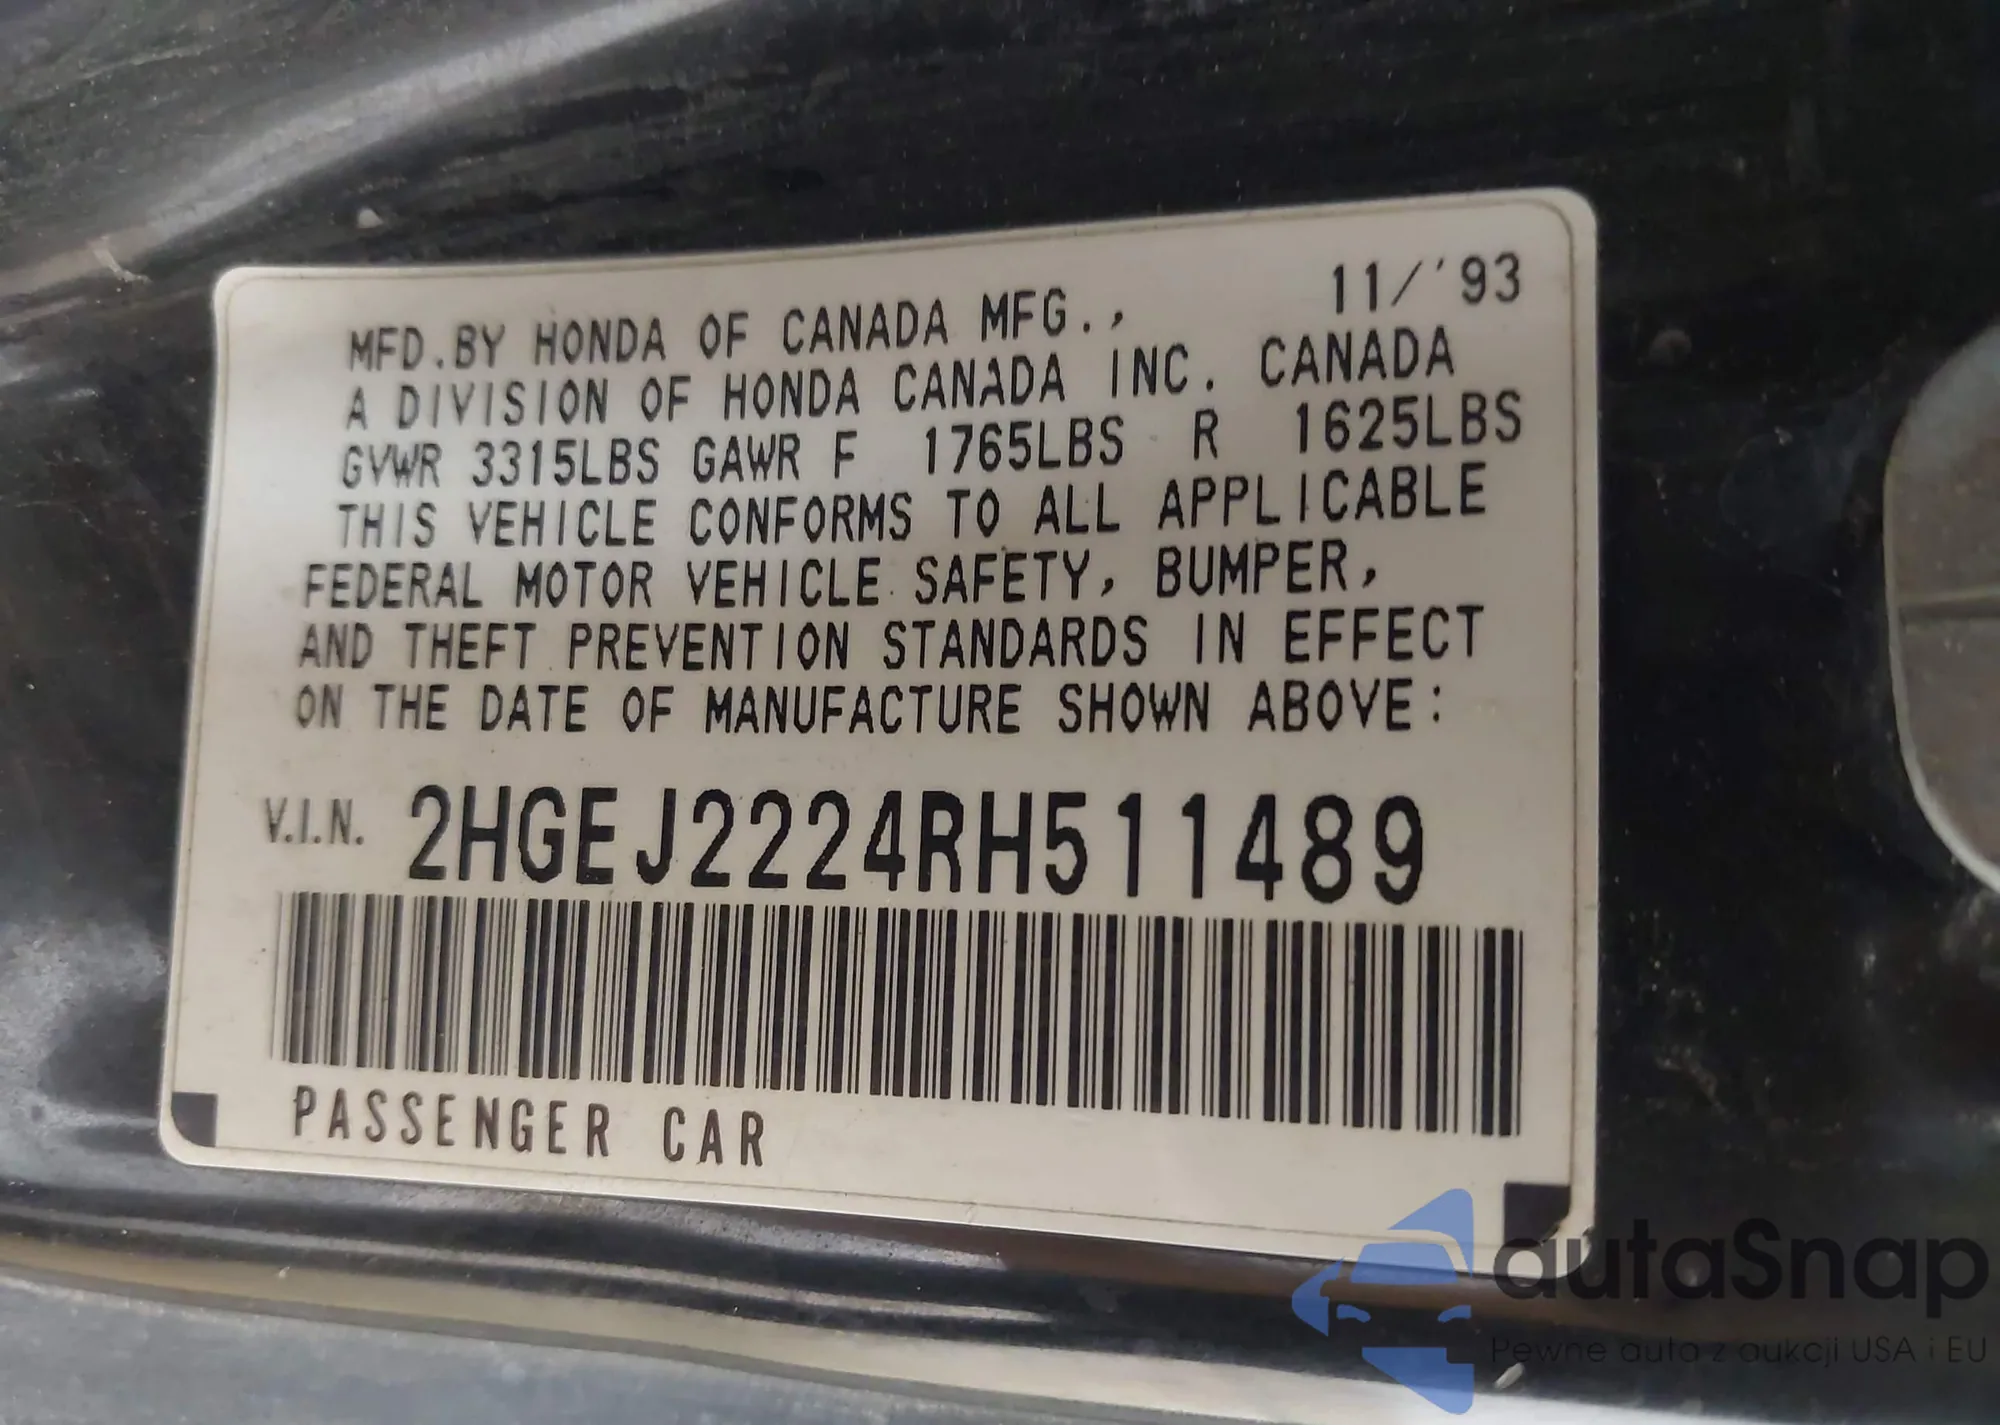 11/'93
MFD.BY HONDA OF CANADA MFG.,
A DIVISION OF HONDA CANADA INC. CANADA
GVWR 3315LBS GAWR F 1765LBS R 1625LBS
THIS VEHICLE CONFORMS TO ALL APPLICABLE
FEDERAL MOTOR VEHICLE SAFETY, BUMPER,
AND THEFT PREVENTION STANDARDS IN EFFECT
ON THE DATE OF MANUFACTURE SHOWN ABOVE:
V.I.N. 2HGEJ2224RH511489
PASSENGER CAR
autaSnap
Pewne auta z aukcji USA i EU